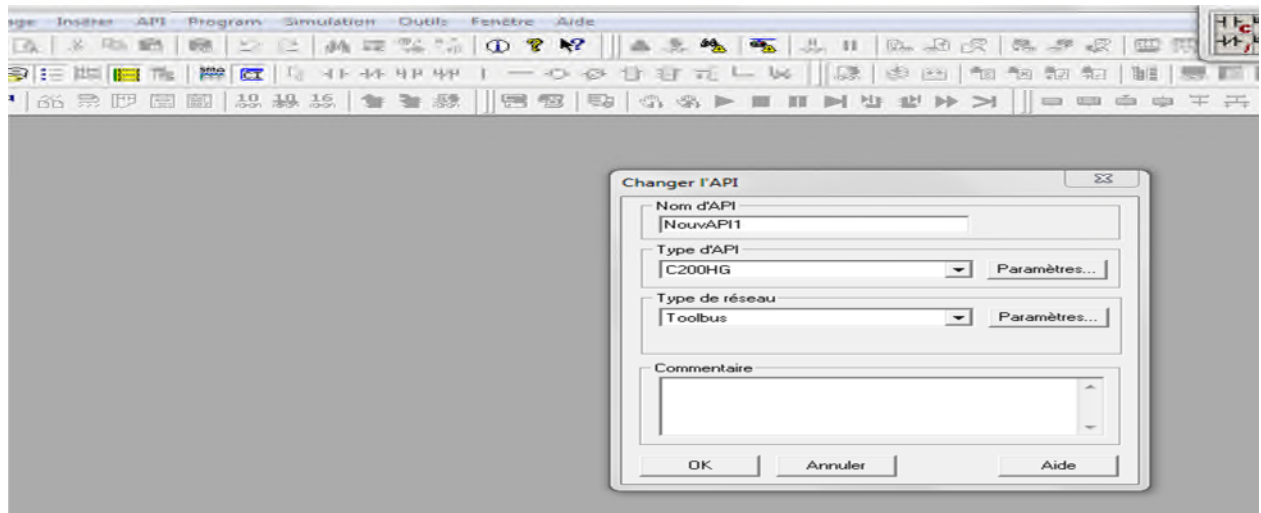 age Insérer API Program Simulation Outils Fenêtre Aide
Changer l'API
Nom d'API
NouvAPI1
Type d'API
C200HG Paramètres...
Type de réseau
Toolbus Paramètres...
Commentaire
OK Annuler Aide